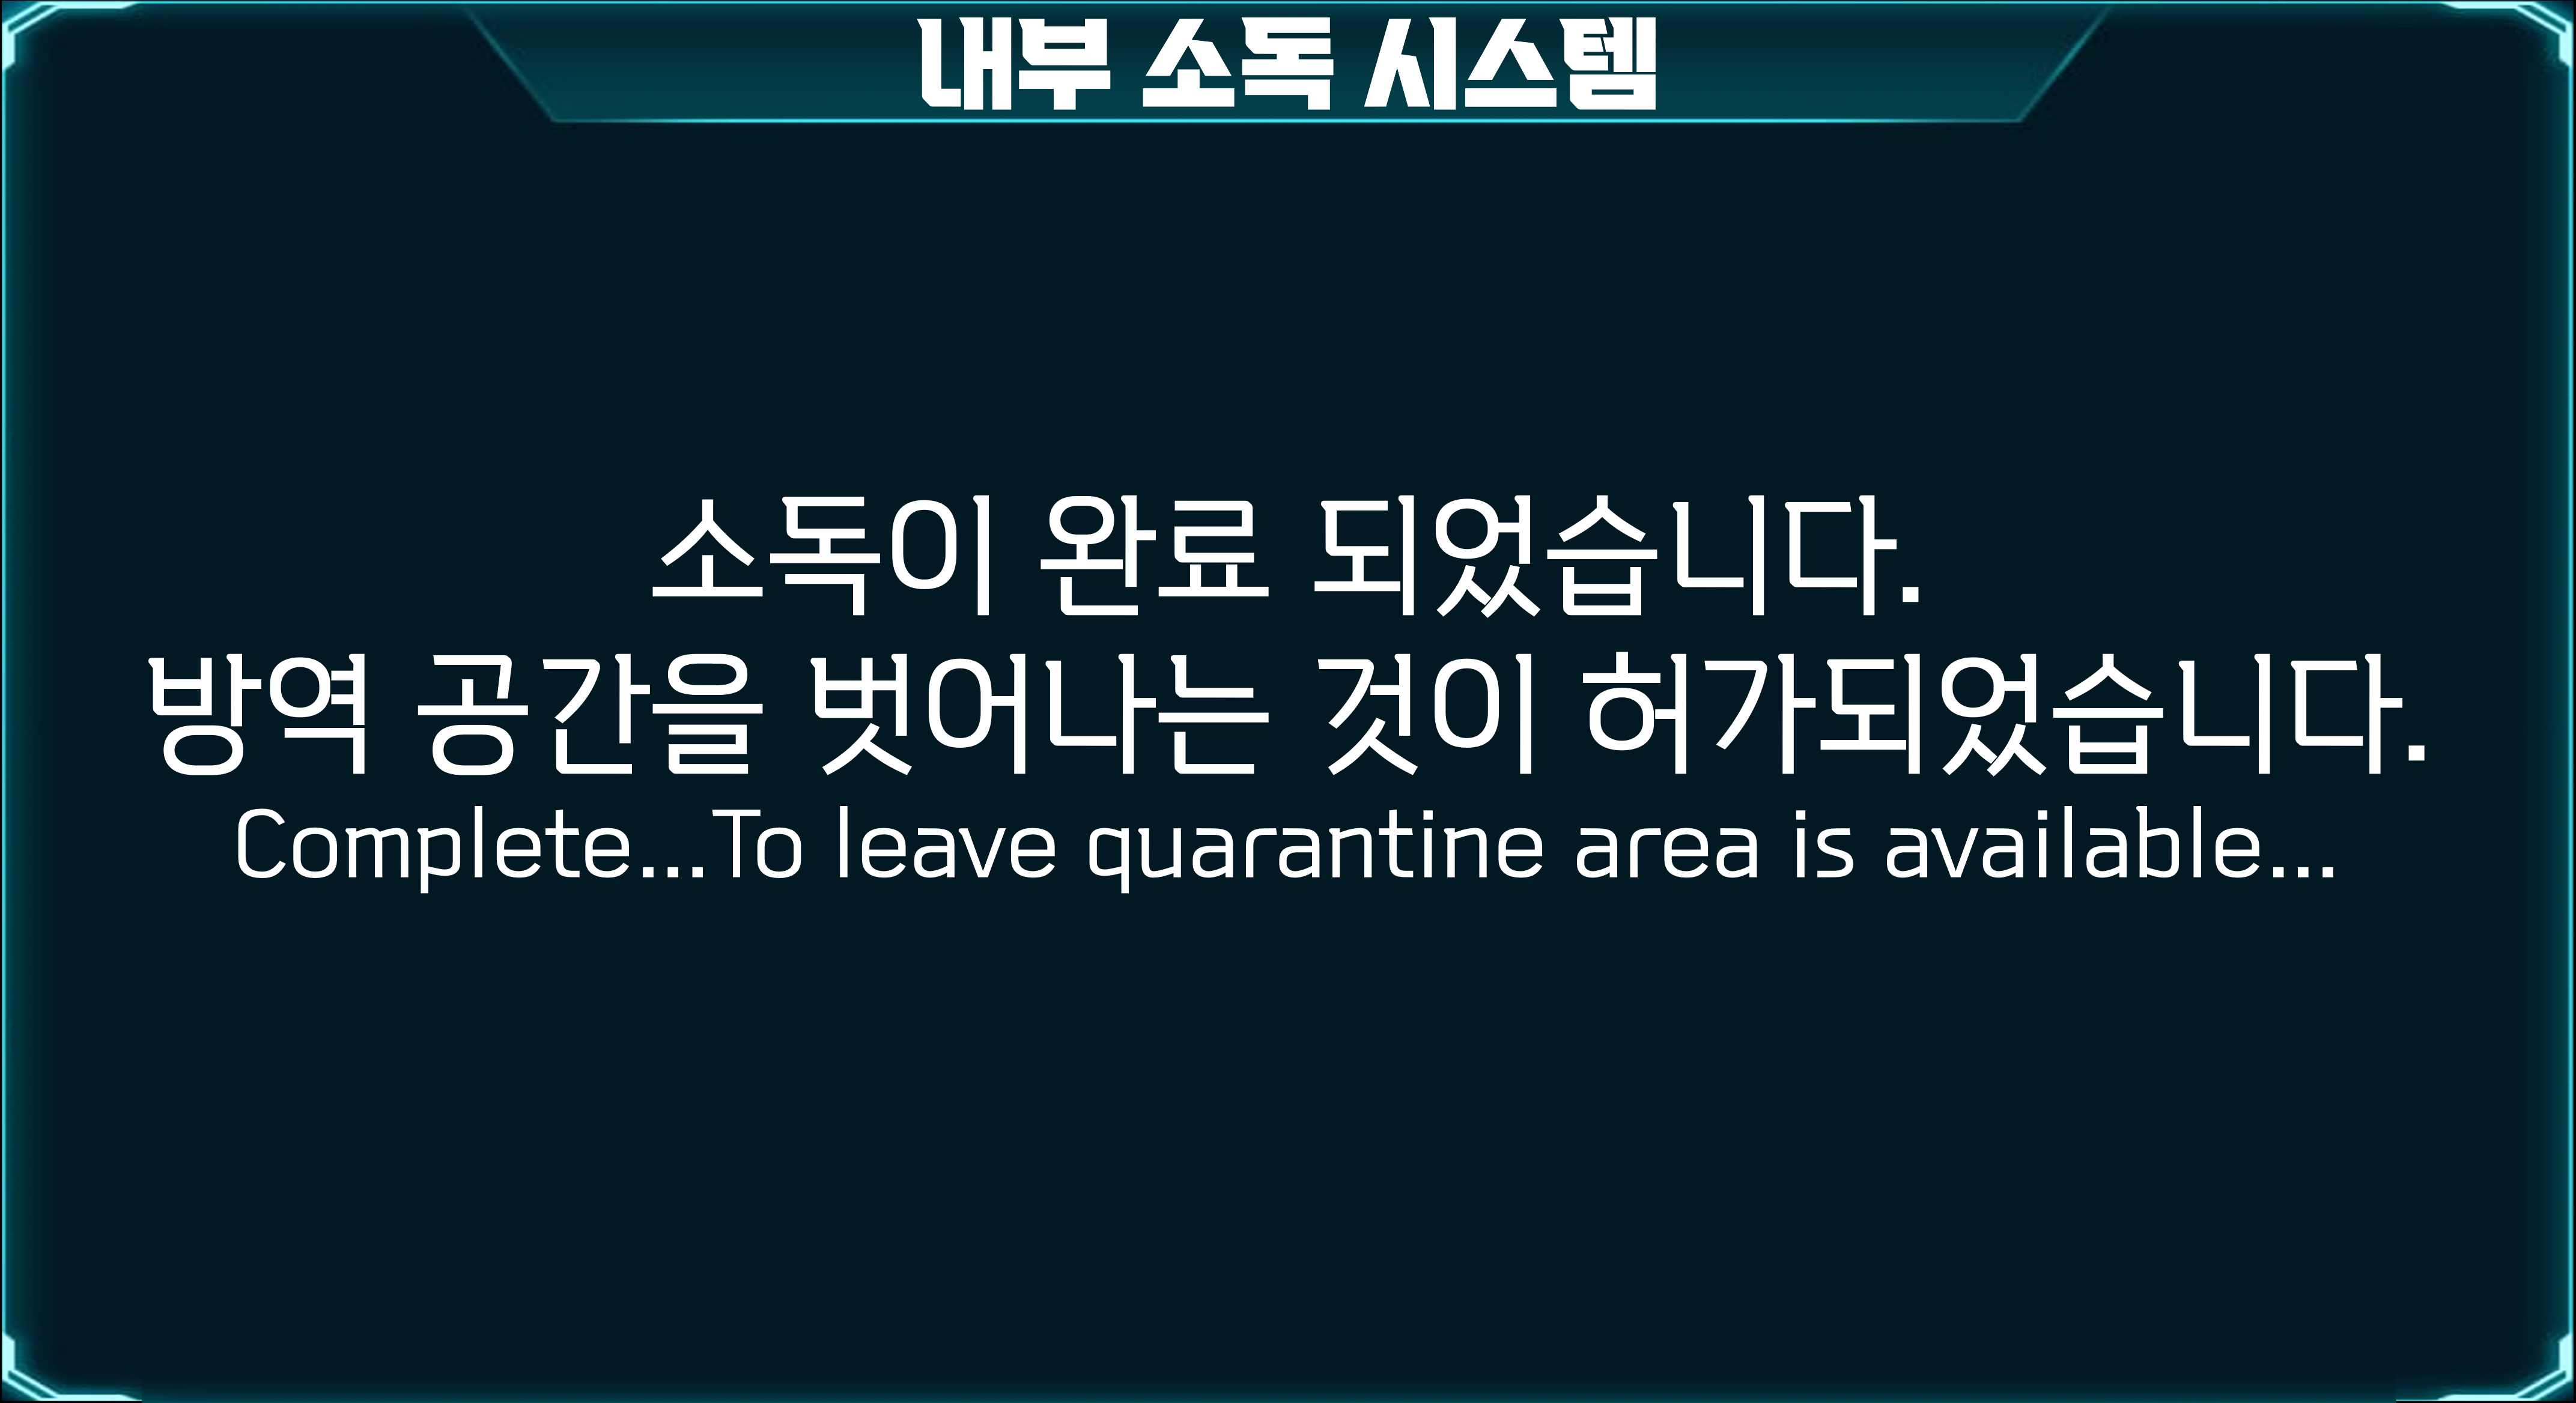 내부 소독 시스템
소독이 완료 되었습니다.
방역 공간을 벗어나는 것이 허가되었습니다.
Complete...To leave quarantine area is available...